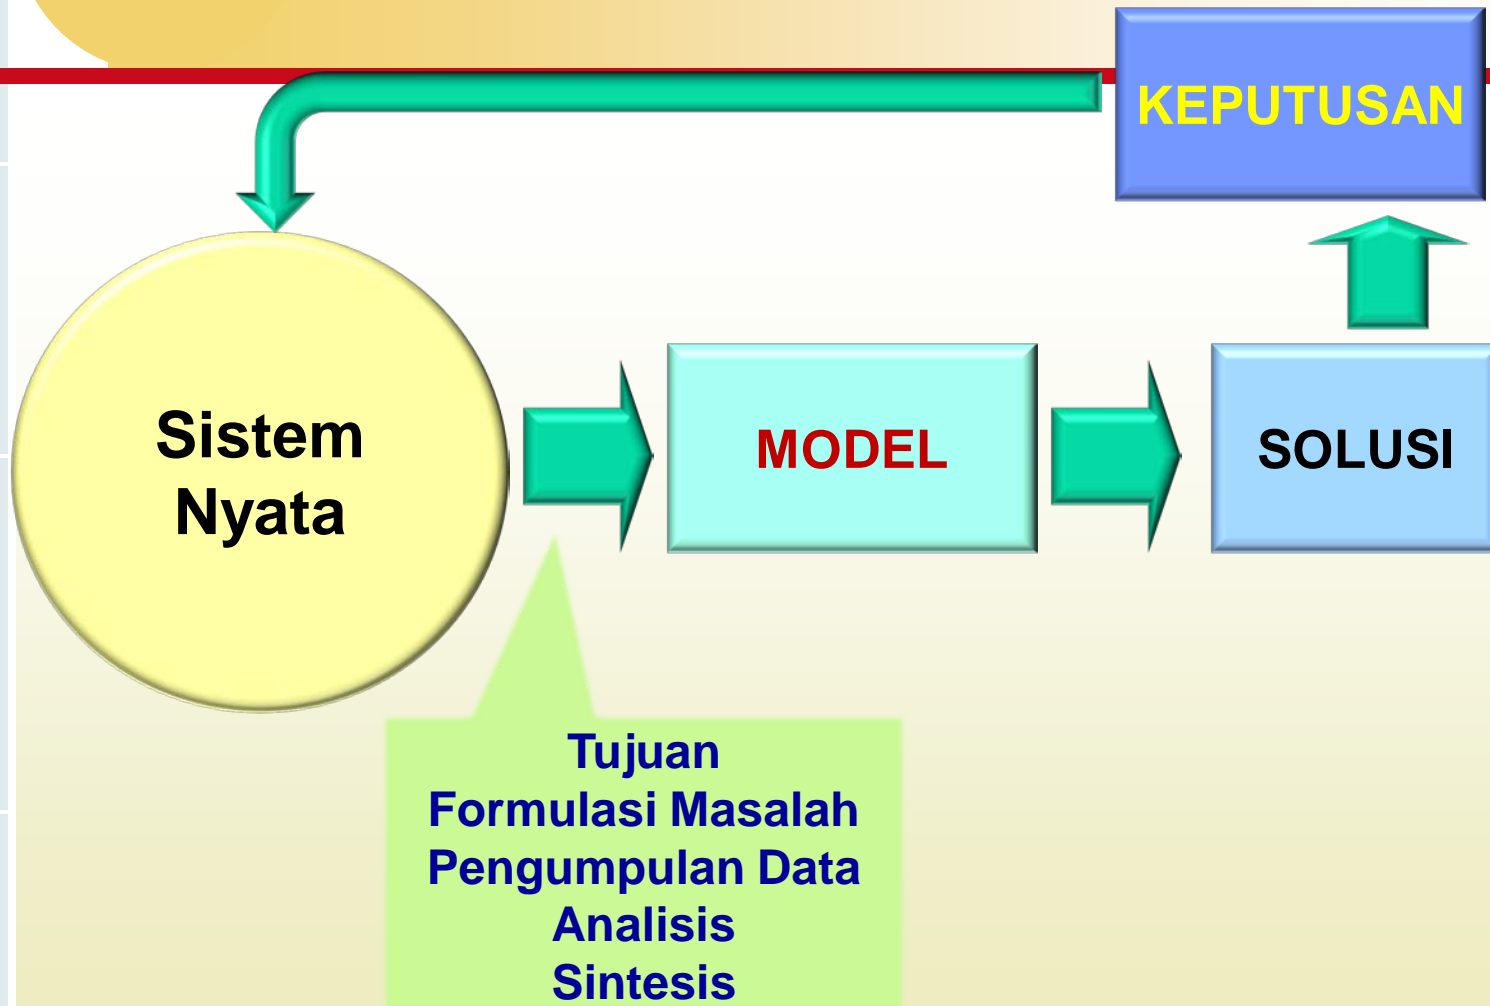 KEPUTUSAN
Sistem
Nyata
MODEL
SOLUSI
Tujuan
Formulasi Masalah
Pengumpulan Data
Analisis
Sintesis